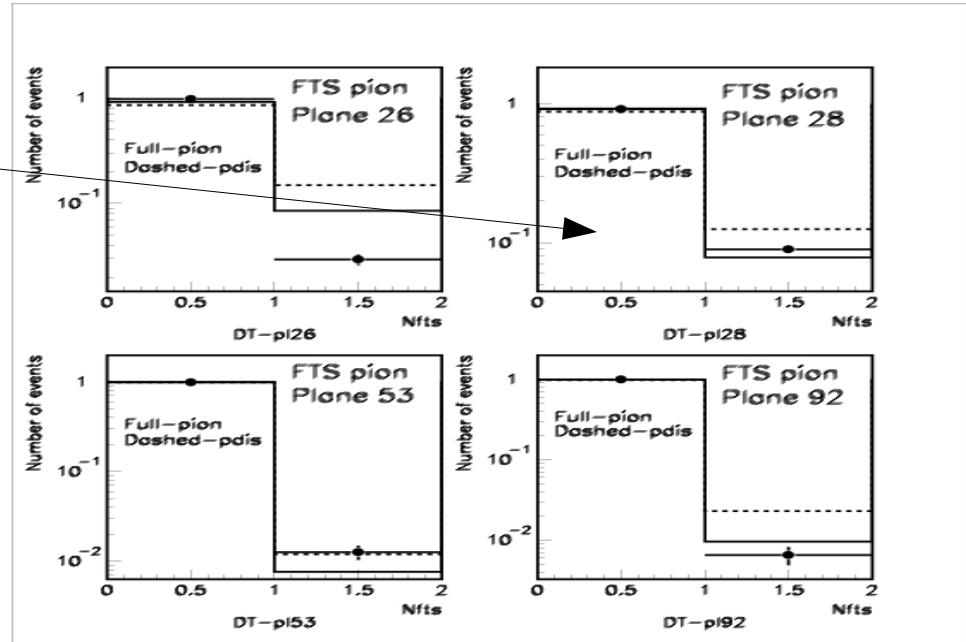 Number of events
1
10⁻¹
FTS pion
Plane 26
Full-pion
Dashed-pdis
0 0.5 1 1.5 2
Nfts
DT-pl26
Number of events
1
10⁻¹
FTS pion
Plane 28
Full-pion
Dashed-pdis
0 0.5 1 1.5 2
Nfts
DT-pl28
Number of events
1
10⁻¹
10⁻²
FTS pion
Plane 53
Full-pion
Dashed-pdis
0 0.5 1 1.5 2
Nfts
DT-pl53
Number of events
1
10⁻¹
10⁻²
FTS pion
Plane 92
Full-pion
Dashed-pdis
0 0.5 1 1.5 2
Nfts
DT-pl92